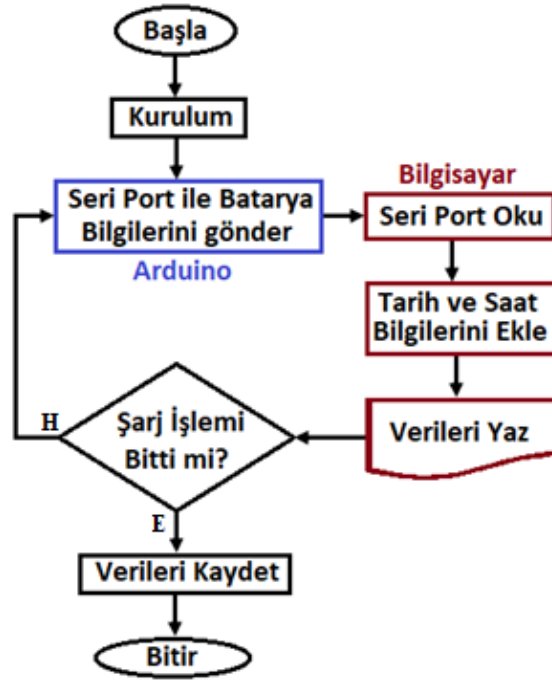 Başla
Kurulum
Seri Port ile Batarya
Bilgilerini gönder
Arduino
Bilgisayar
Seri Port Oku
Tarih ve Saat
Bilgilerini Ekle
Verileri Yaz
Şarj İşlemi
Bitti mi?
H
E
Verileri Kaydet
Bitir